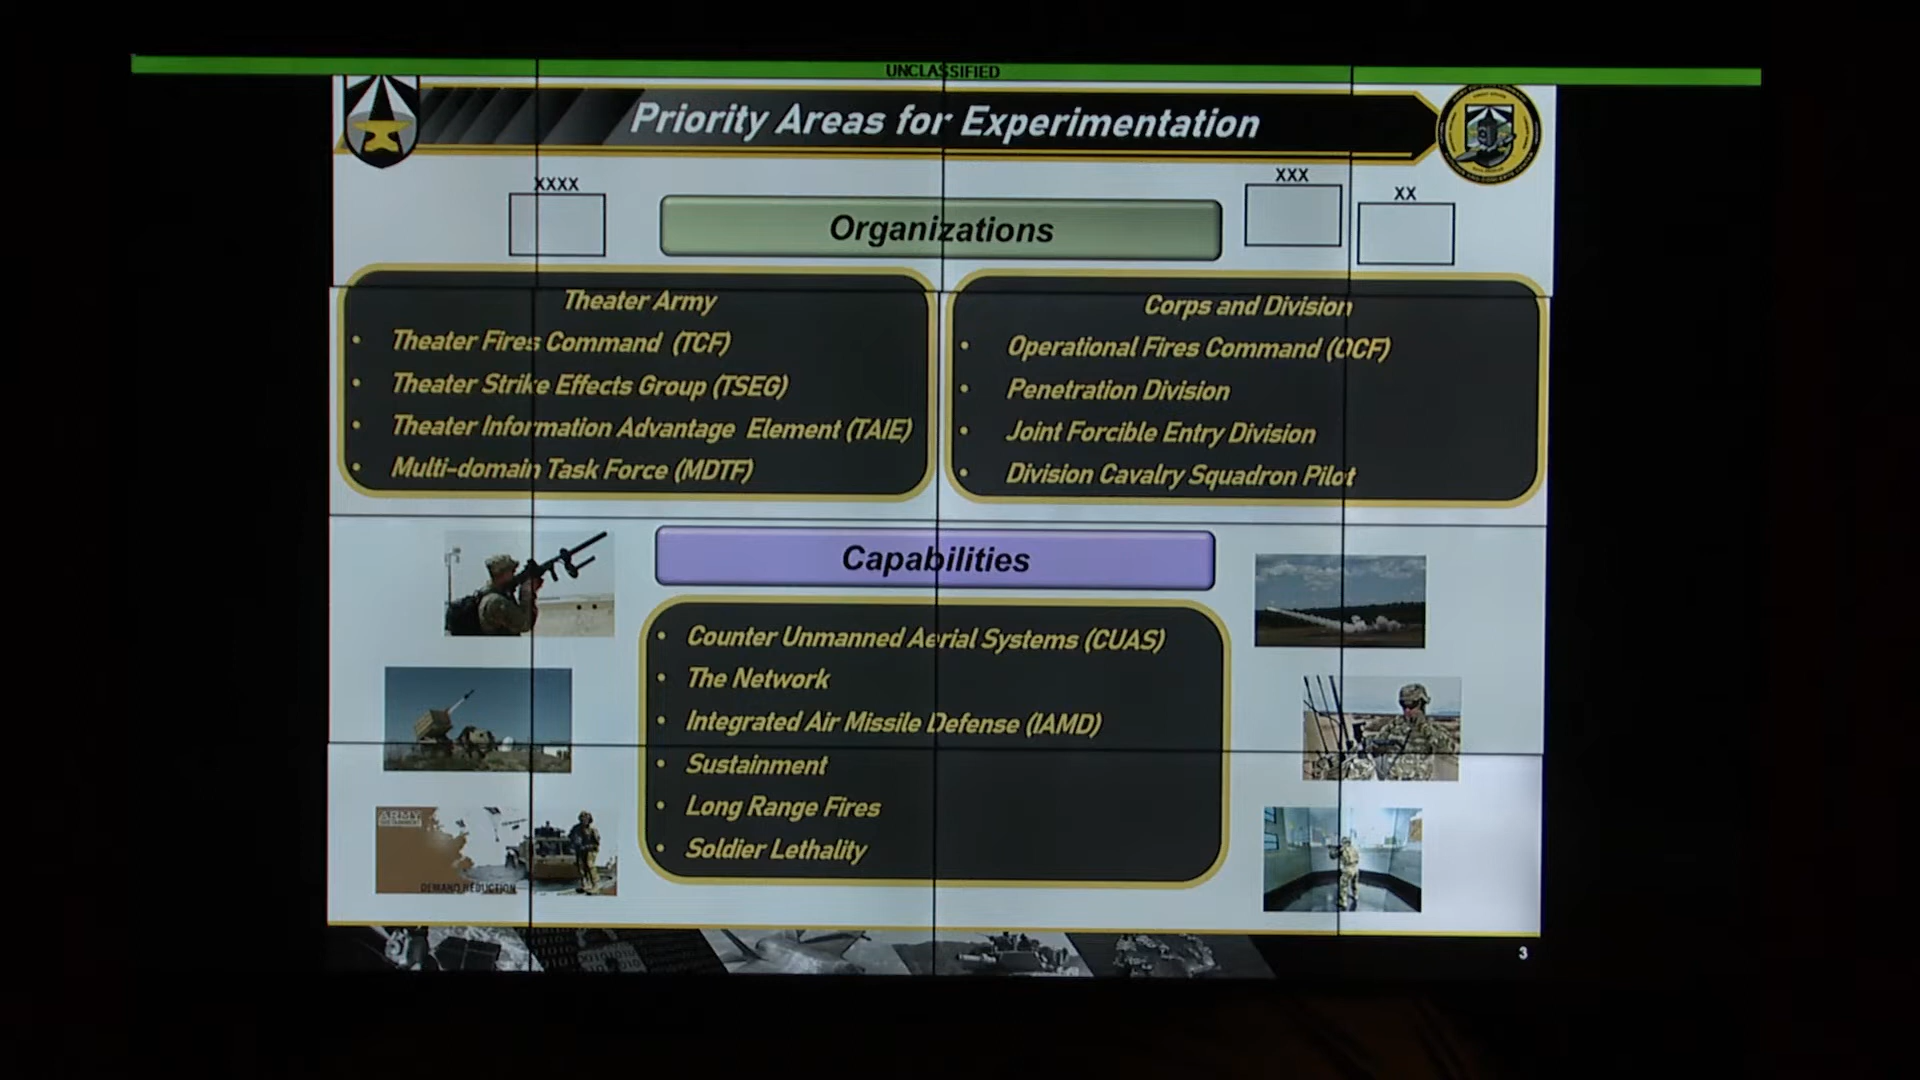 UNCLASSIFIED
Priority Areas for Experimentation
XXXX
XXX
XX
Organizations
Theater Army
• Theater Fires Command (TCF)
• Theater Strike Effects Group (TSEG)
• Theater Information Advantage Element (TAIE)
• Multi-domain Task Force (MDTF)
Corps and Division
• Operational Fires Command (OCF)
• Penetration Division
• Joint Forcible Entry Division
• Division Cavalry Squadron Pilot
Capabilities
• Counter Unmanned Aerial Systems (CUAS)
• The Network
• Integrated Air Missile Defense (IAMD)
• Sustainment
• Long Range Fires
• Soldier Lethality
ARMY
DEMAND REDUCTION
3